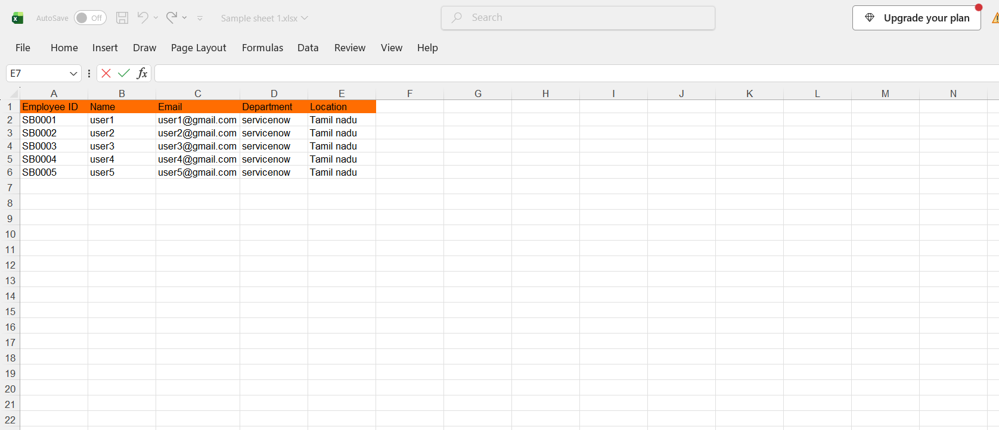 AutoSave Off Sample sheet 1.xlsx Search Upgrade your plan
File Home Insert Draw Page Layout Formulas Data Review View Help
E7 fx
A B C D E F G H I J K L M N
1 Employee ID Name Email Department Location
2 SB0001 user1 user1@gmail.com servicenow Tamil nadu
3 SB0002 user2 user2@gmail.com servicenow Tamil nadu
4 SB0003 user3 user3@gmail.com servicenow Tamil nadu
5 SB0004 user4 user4@gmail.com servicenow Tamil nadu
6 SB0005 user5 user5@gmail.com servicenow Tamil nadu
7
8
9
10
11
12
13
14
15
16
17
18
19
20
21
22